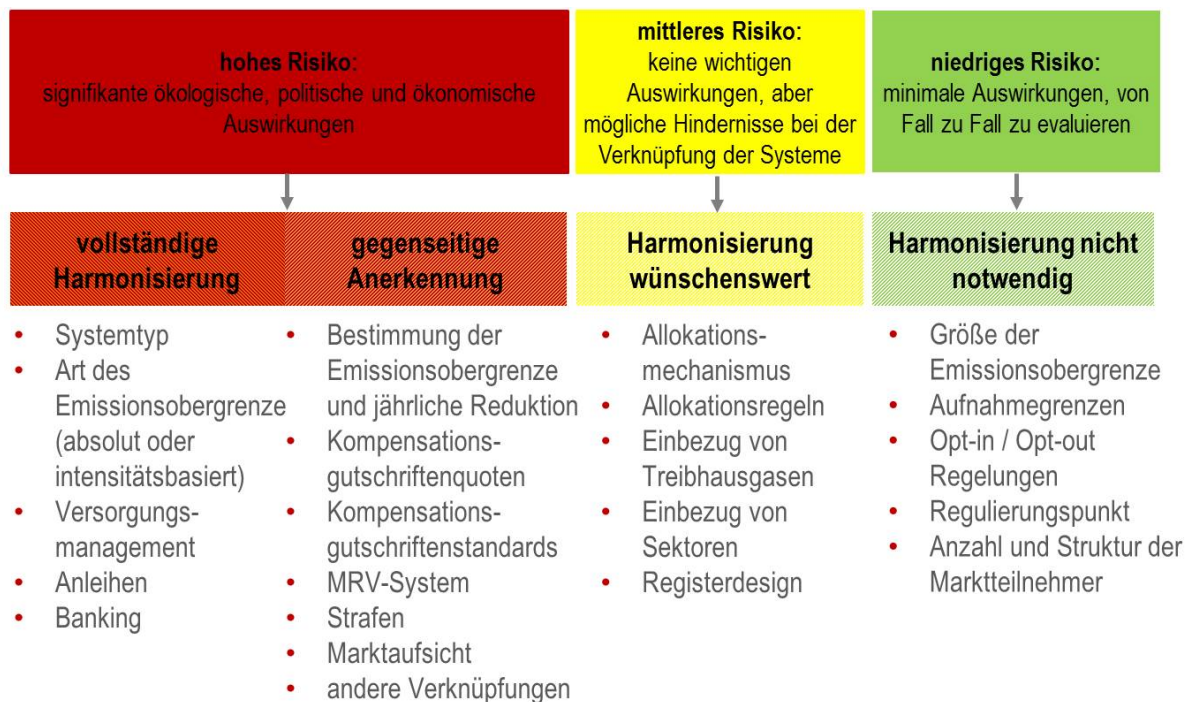 hohes Risiko:
signifikante ökologische, politische und ökonomische
Auswirkungen
mittleres Risiko:
keine wichtigen
Auswirkungen, aber
mögliche Hindernisse bei der
Verknüpfung der Systeme
niedriges Risiko:
minimale Auswirkungen, von
Fall zu Fall zu evaluieren
vollständige
Harmonisierung
gegenseitige
Anerkennung
Harmonisierung
wünschenswert
Harmonisierung nicht
notwendig
• Systemtyp
• Art des
Emissionsobergrenze
(absolut oder
intensitätsbasiert)
• Versorgungs-
management
• Anleihen
• Banking
• Bestimmung der
Emissionsobergrenze
und jährliche Reduktion
• Kompensations-
gutschriftenquoten
• Kompensations-
gutschriftenstandards
• MRV-System
• Strafen
• Marktaufsicht
• andere Verknüpfungen
• Allokations-
mechanismus
• Allokationsregeln
• Einbezug von
Treibhausgasen
• Einbezug von
Sektoren
• Registerdesign
• Größe der
Emissionsobergrenze
• Aufnahmegrenzen
• Opt-in / Opt-out
Regelungen
• Regulierungspunkt
• Anzahl und Struktur der
Marktteilnehmer